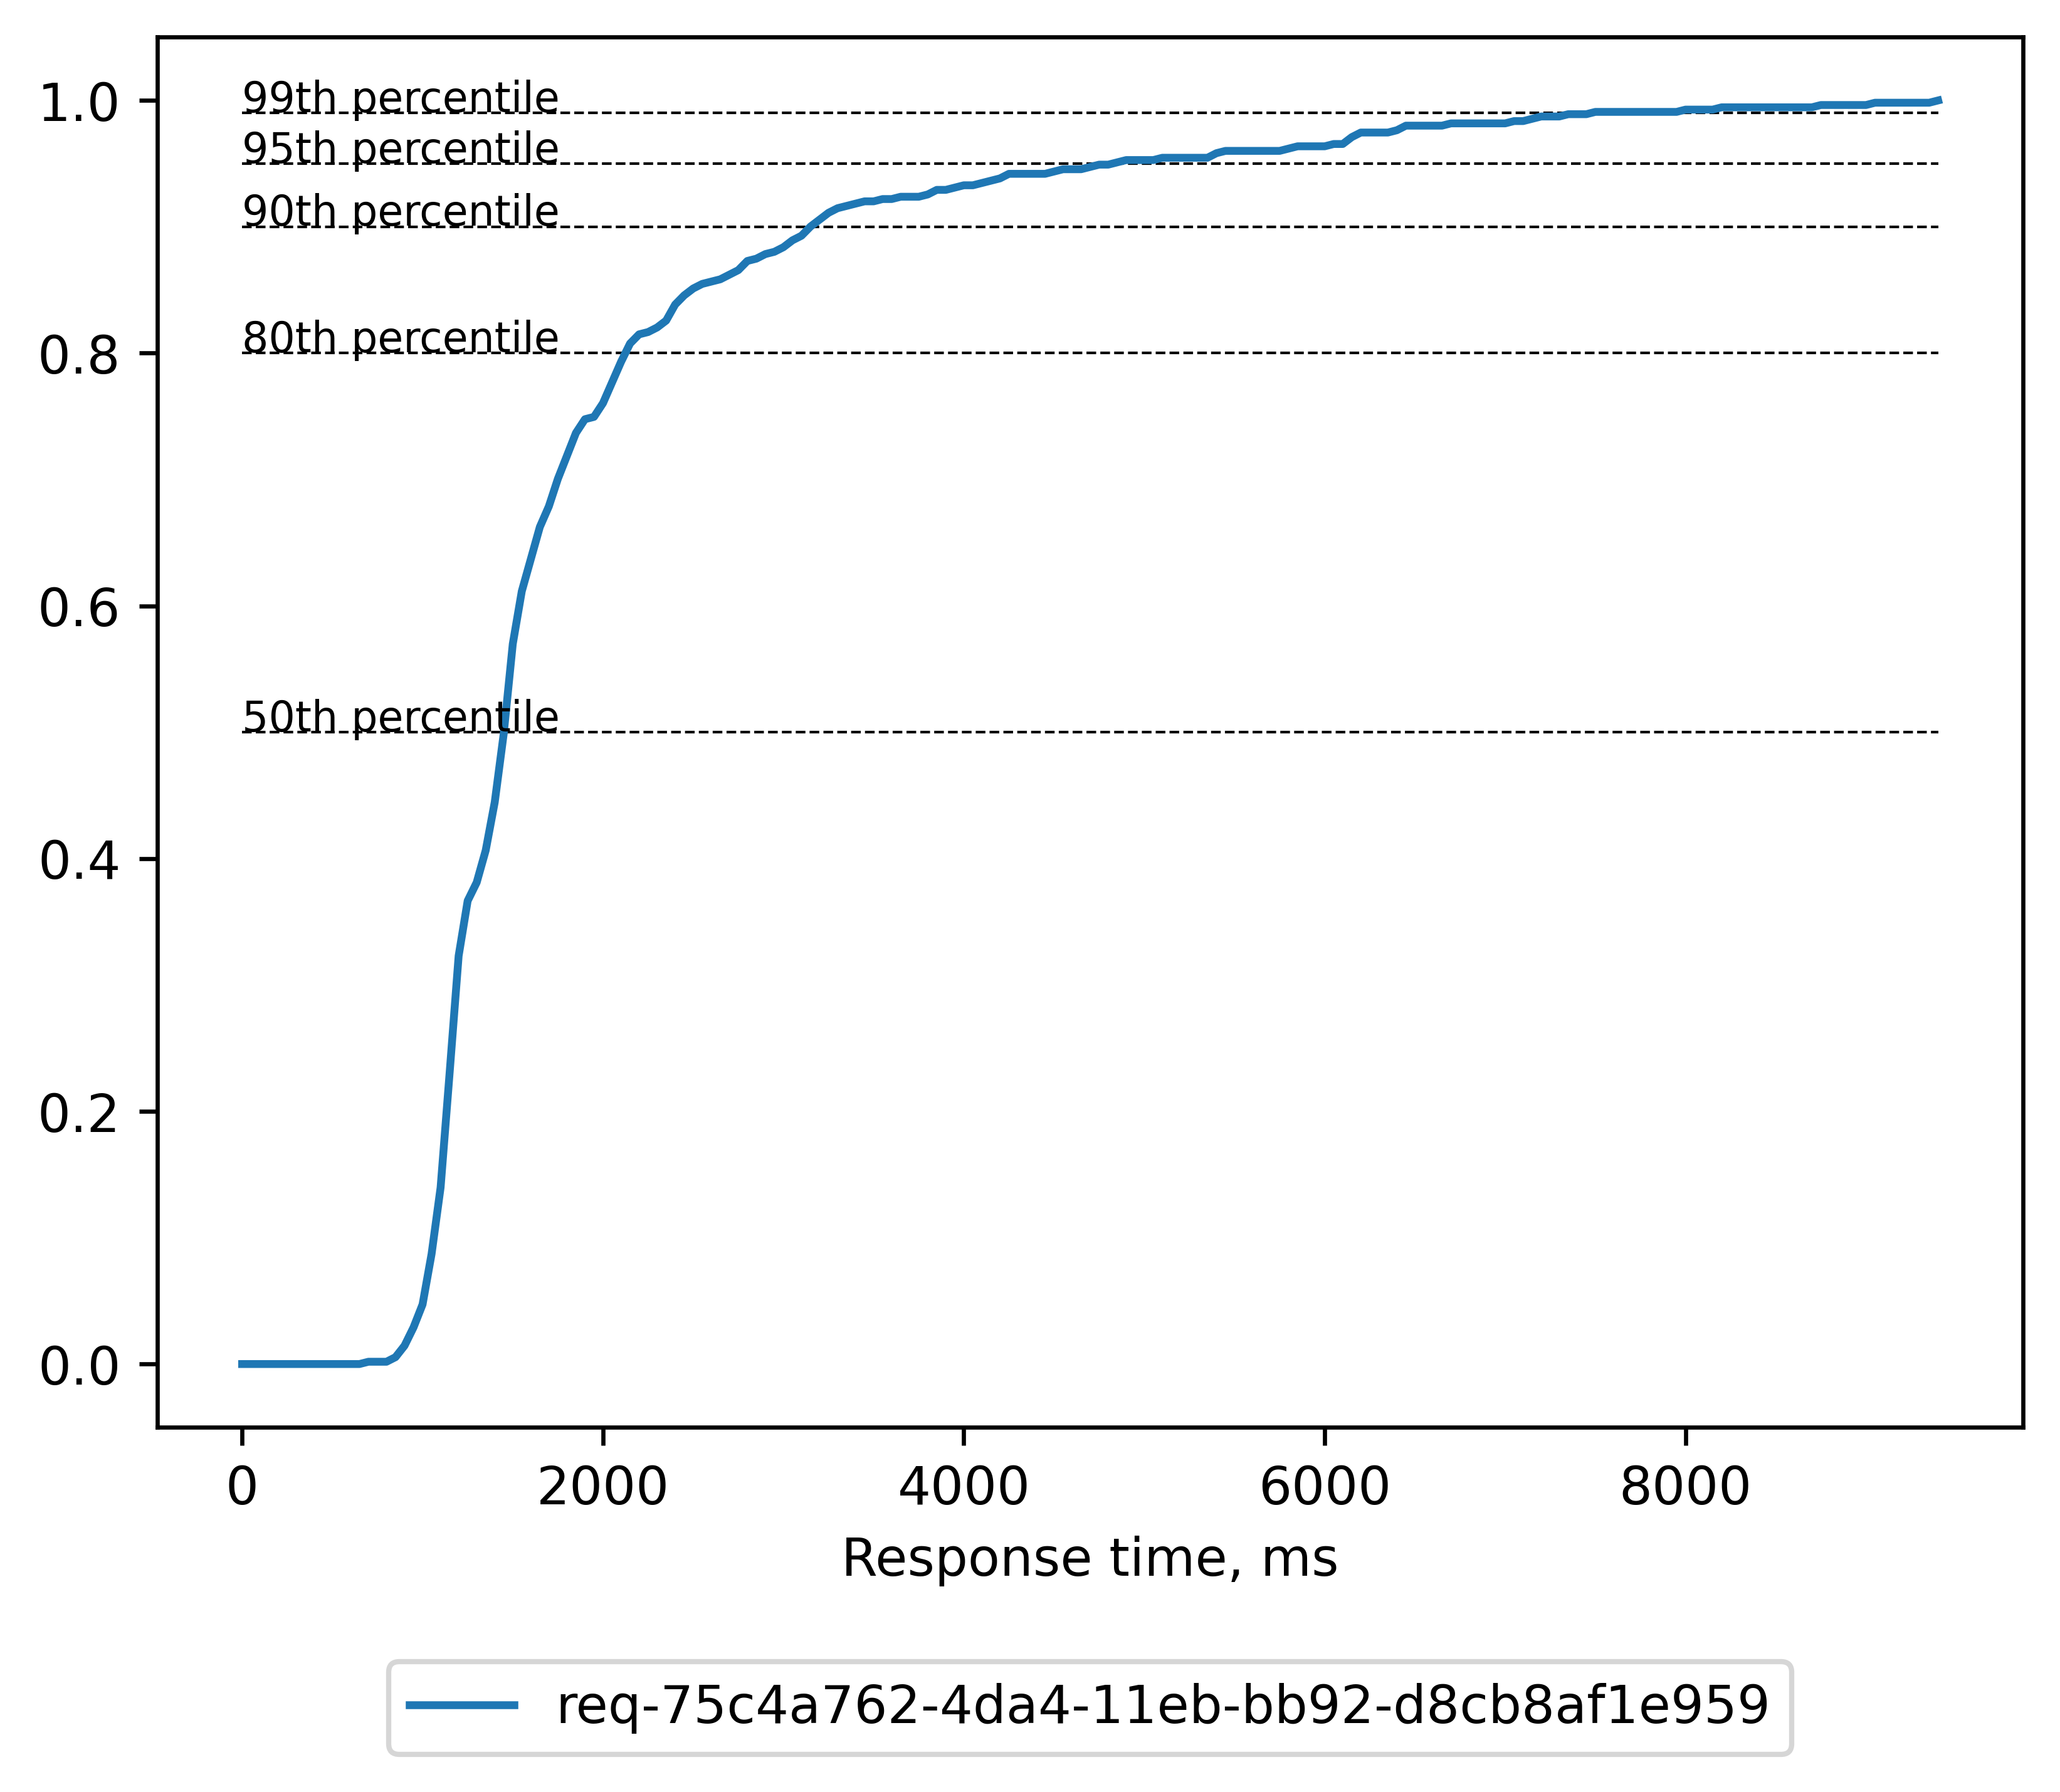 1.0
99th percentile
95th percentile
90th percentile
0.8
80th percentile
0.6
50th percentile
0.4
0.2
0.0
0 2000 4000 6000 8000
Response time, ms
req-75c4a762-4da4-11eb-bb92-d8cb8af1e959